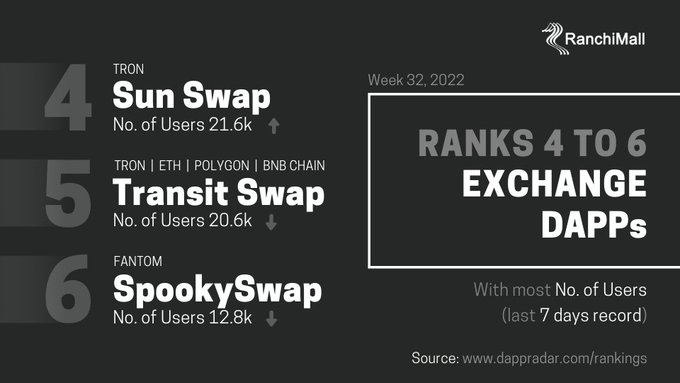 RanchiMall
Week 32, 2022
RANKS 4 TO 6
EXCHANGE
DAPPs
With most No. of Users
(last 7 days record)
4
TRON
Sun Swap
No. of Users 21.6k
5
TRON | ETH | POLYGON | BNB CHAIN
Transit Swap
No. of Users 20.6k
6
FANTOM
SpookySwap
No. of Users 12.8k
Source: www.dappradar.com/rankings